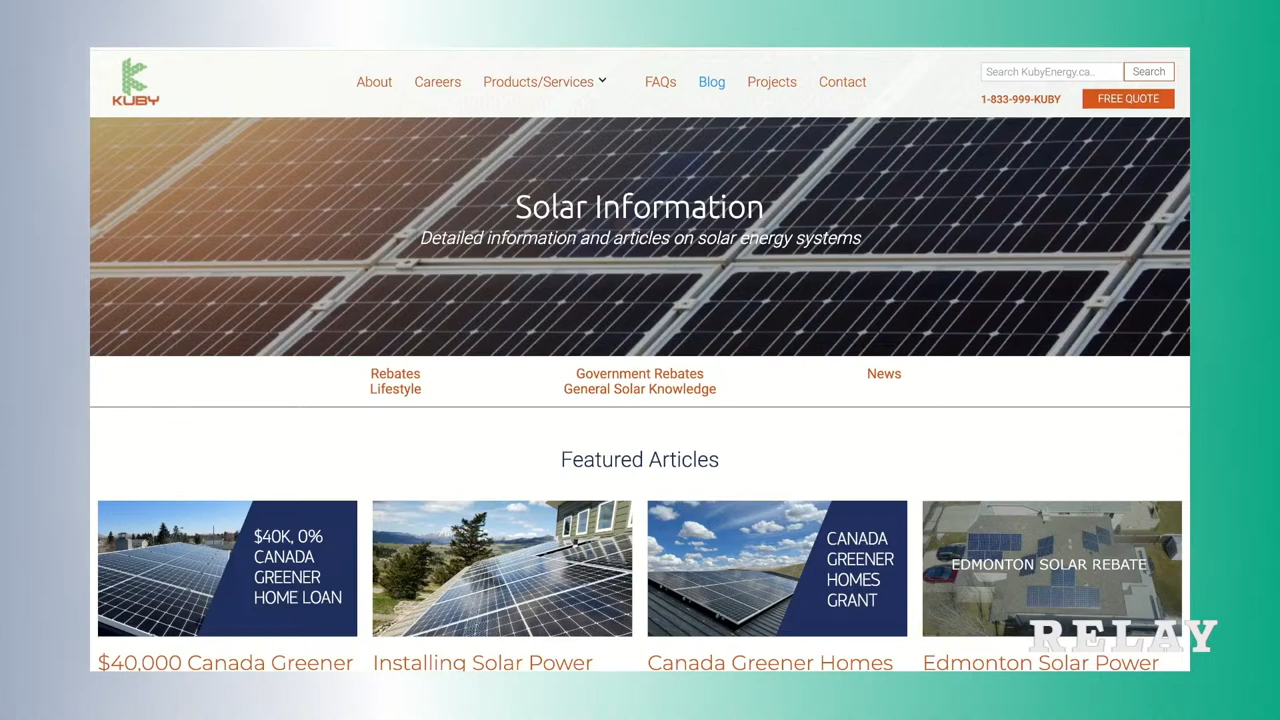 KUBY
About Careers Products/Services FAQs Blog Projects Contact
Search KubyEnergy.ca.. Search
1-833-999-KUBY FREE QUOTE
Solar Information
Detailed information and articles on solar energy systems
Rebates Government Rebates News
Lifestyle General Solar Knowledge
Featured Articles
$40K, 0%
CANADA
GREENER
HOME LOAN
CANADA
GREENER
HOMES
GRANT
EDMONTON SOLAR REBATE
$40,000 Canada Greener
Installing Solar Power
Canada Greener Homes
Edmonton Solar Power
RELAY